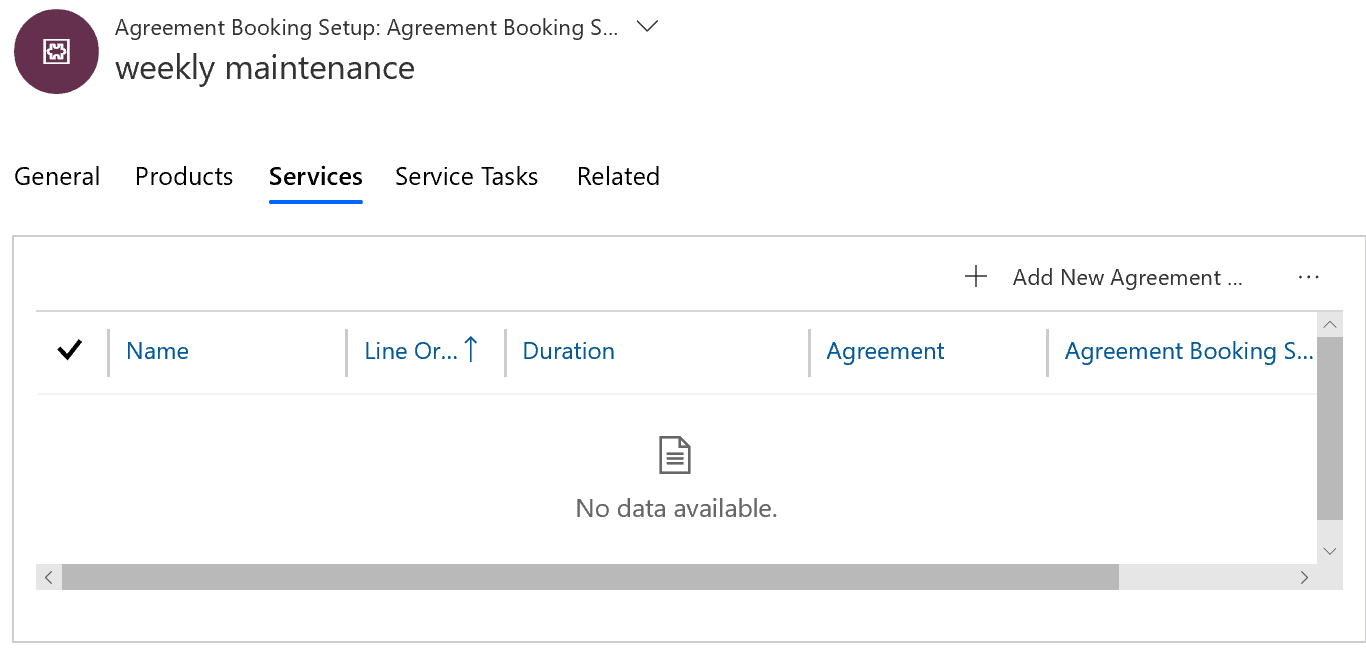 Agreement Booking Setup: Agreement Booking S...
weekly maintenance
General Products Services Service Tasks Related
Add New Agreement ...
Name Line Or... Duration Agreement Agreement Booking S...
No data available.